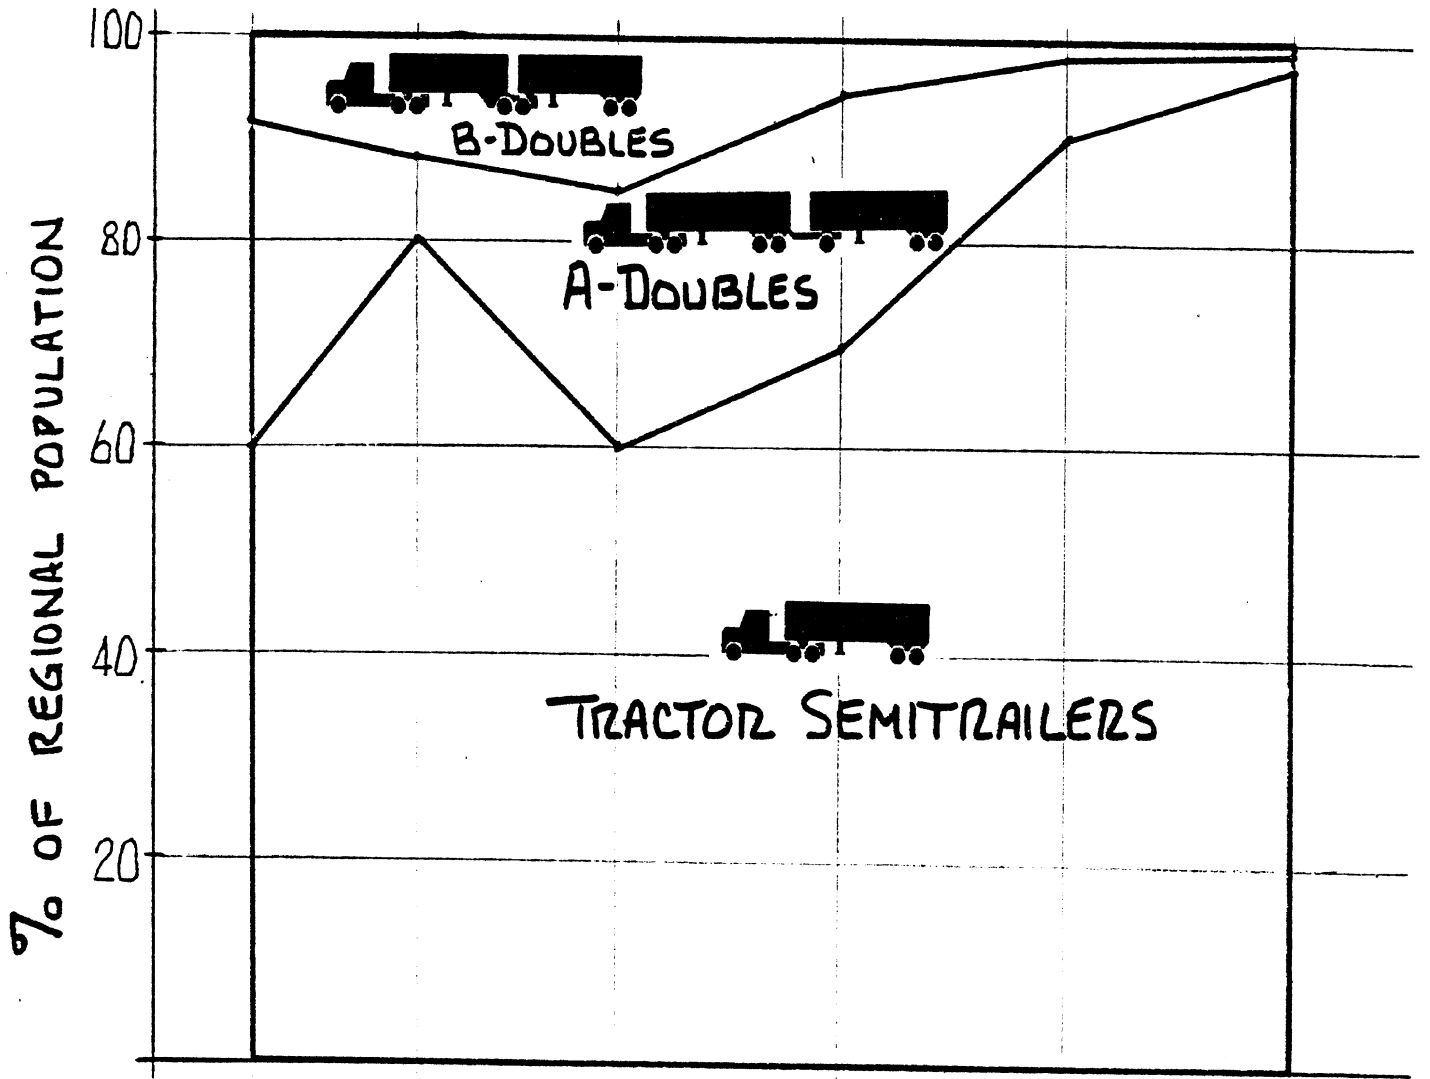 100
B-DOUBLES
80
A-DOUBLES
60
40
TRACTOR SEMITRAILERS
20
% OF REGIONAL POPULATION